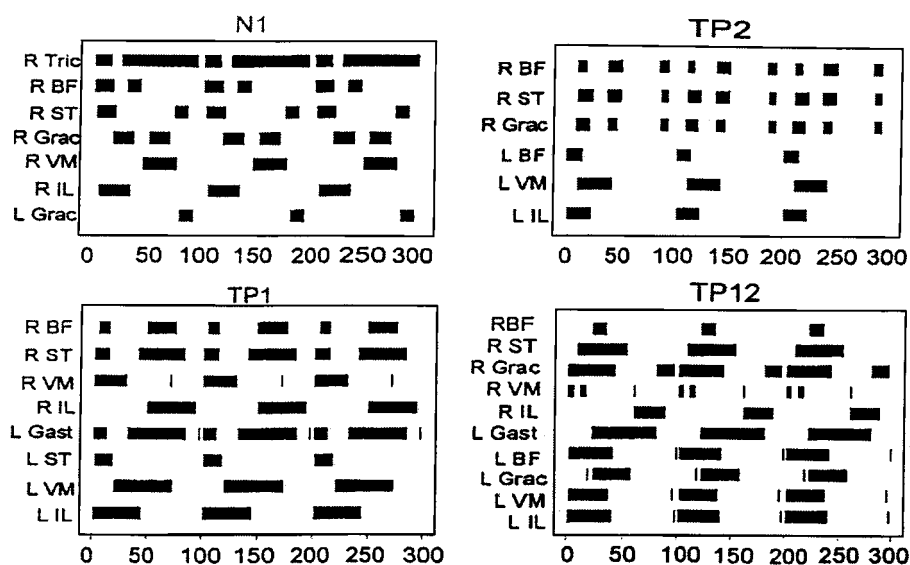 N1
R Tric
R BF
R ST
R Grac
R VM
R IL
L Grac
0 50 100 150 200 250 300
TP2
R BF
R ST
R Grac
L BF
L VM
L IL
0 50 100 150 200 250 300
TP1
R BF
R ST
R VM
R IL
L Gast
L ST
L VM
L IL
0 50 100 150 200 250 300
TP12
RBF
R ST
R Grac
R VM
R IL
L Gast
L BF
L Grac
L VM
L IL
0 50 100 150 200 250 300